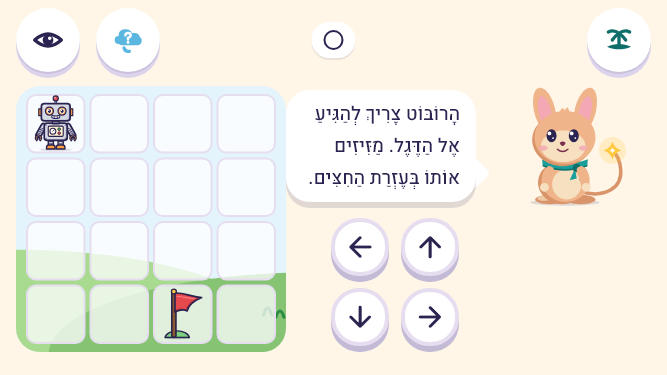 הָרוֹבּוֹט צָרִיךְ לְהַגִּיעַ
אֶל הַדֶּגֶל. מַזִּיזִים
אוֹתוֹ בְּעֶזְרַת הַחִצִּים.
?